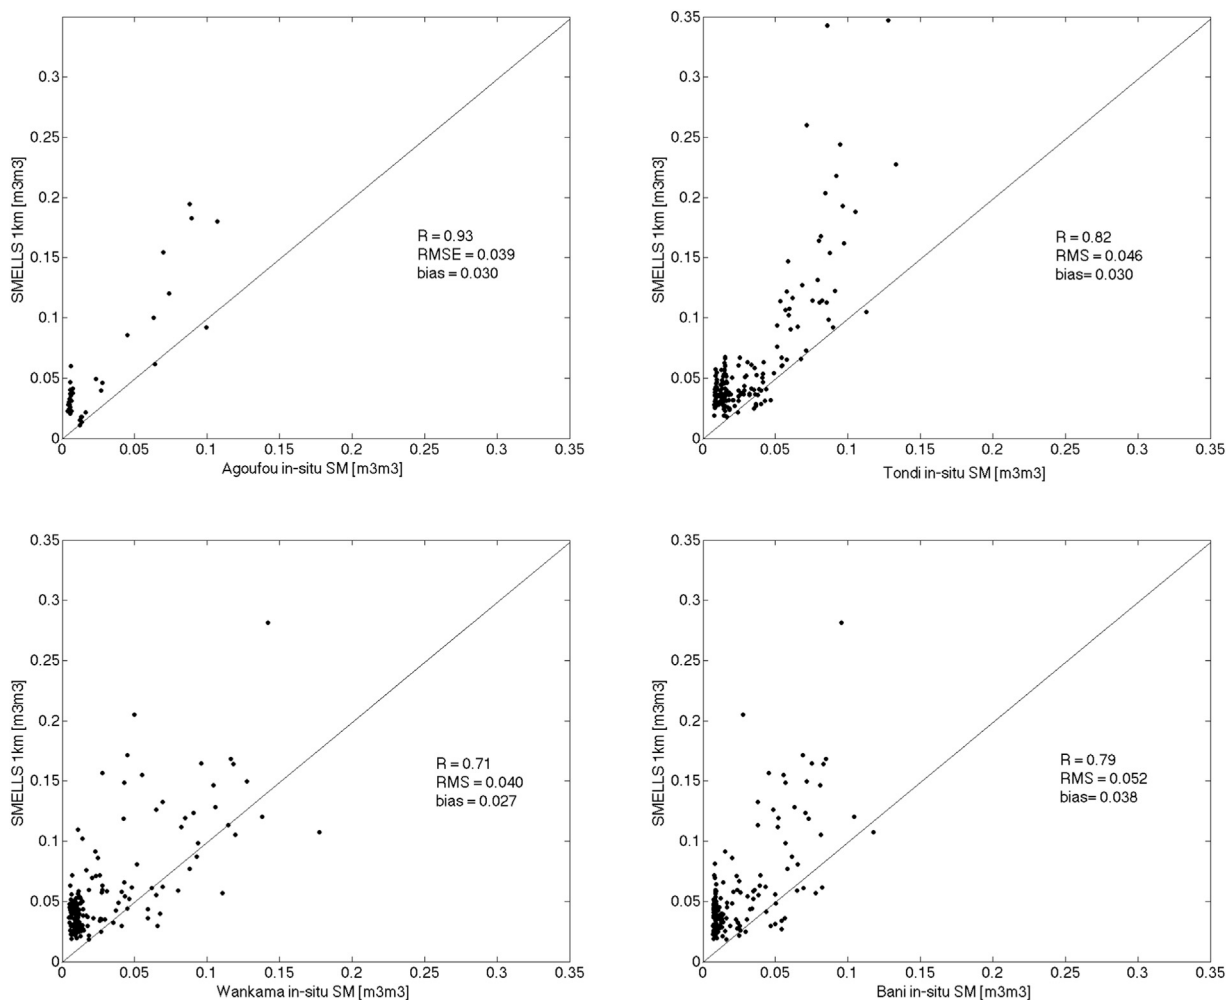 0.3
0.25
0.2
0.15
0.1
0.05
0
SMELLS 1km [m3m3]
R = 0.93
RMSE = 0.039
bias = 0.030
0 0.05 0.1 0.15 0.2 0.25 0.3 0.35
Agoufou in-situ SM [m3m3]
0.35
0.3
0.25
0.2
0.15
0.1
0.05
0
SMELLS 1km [m3m3]
R = 0.82
RMS = 0.046
bias= 0.030
0 0.05 0.1 0.15 0.2 0.25 0.3 0.35
Tondi in-situ SM [m3m3]
0.35
0.3
0.25
0.2
0.15
0.1
0.05
0
SMELLS 1km [m3m3]
R = 0.71
RMS = 0.040
bias = 0.027
0 0.05 0.1 0.15 0.2 0.25 0.3 0.35
Wankama in-situ SM [m3m3]
0.35
0.3
0.25
0.2
0.15
0.1
0.05
0
SMELLS 1km [m3m3]
R = 0.79
RMS = 0.052
bias= 0.038
0 0.05 0.1 0.15 0.2 0.25 0.3 0.35
Bani in-situ SM [m3m3]